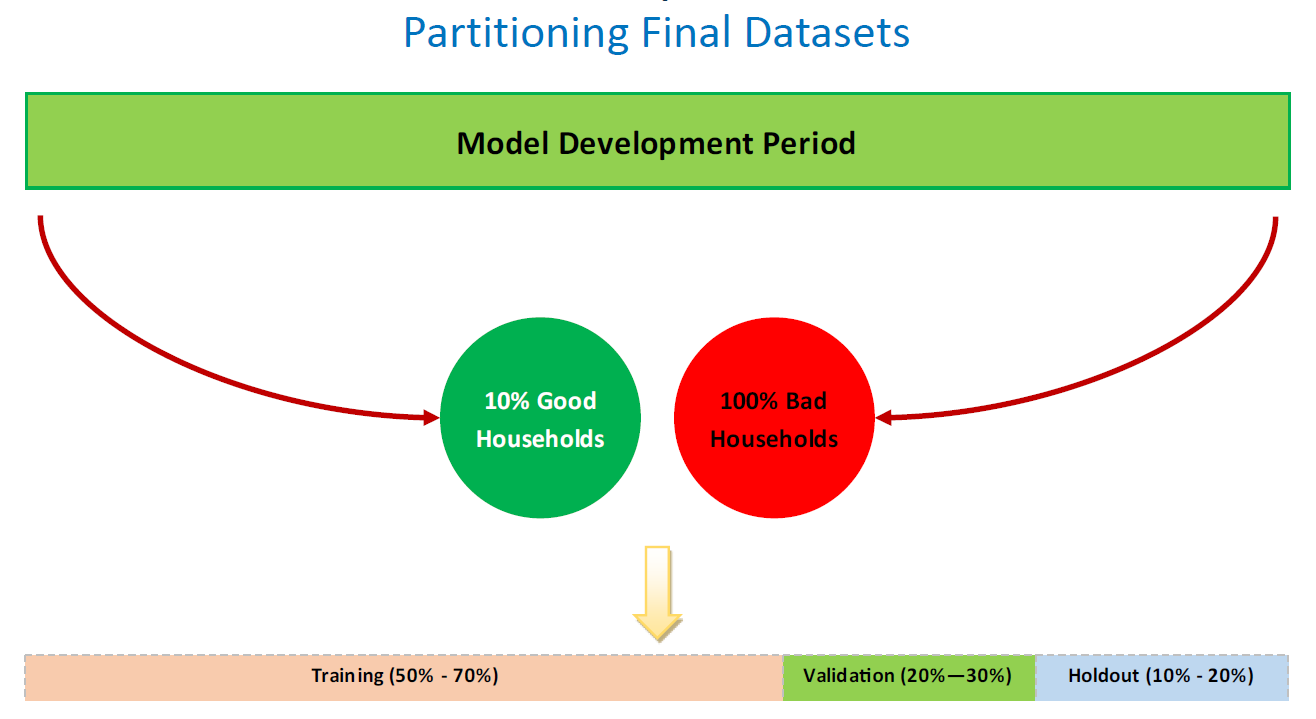 Partitioning Final Datasets
Model Development Period
10% Good
Households
100% Bad
Households
Training (50% - 70%)
Validation (20%—30%)
Holdout (10% - 20%)